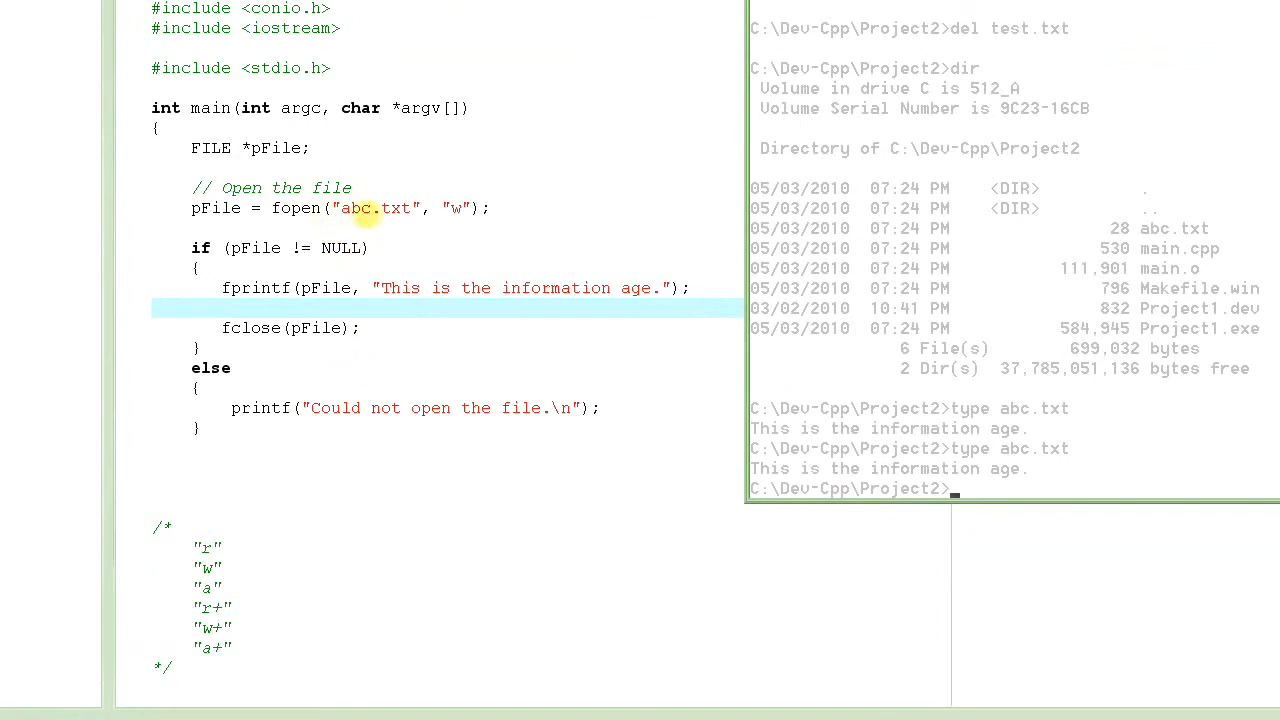 #include <conio.h>
#include <iostream>
#include <stdio.h>
int main(int argc, char *argv[])
{
FILE *pFile;
// Open the file
pFile = fopen("abc.txt", "w");
if (pFile != NULL)
{
fprintf(pFile, "This is the information age.");
fclose(pFile);
}
else
{
printf("Could not open the file.\n");
}
/*
"r"
"w"
"a"
"r+"
"w+"
"a+"
*/
C:\Dev-Cpp\Project2>del test.txt
C:\Dev-Cpp\Project2>dir
Volume in drive C is 512_A
Volume Serial Number is 9C23-16CB
Directory of C:\Dev-Cpp\Project2
05/03/2010 07:24 PM <DIR> .
05/03/2010 07:24 PM <DIR> ..
05/03/2010 07:24 PM 28 abc.txt
05/03/2010 07:24 PM 530 main.cpp
05/03/2010 07:24 PM 111,901 main.o
05/03/2010 07:24 PM 796 Makefile.win
03/02/2010 10:41 PM 832 Project1.dev
05/03/2010 07:24 PM 584,945 Project1.exe
6 File(s) 699,032 bytes
2 Dir(s) 37,785,051,136 bytes free
C:\Dev-Cpp\Project2>type abc.txt
This is the information age.
C:\Dev-Cpp\Project2>type abc.txt
This is the information age.
C:\Dev-Cpp\Project2>